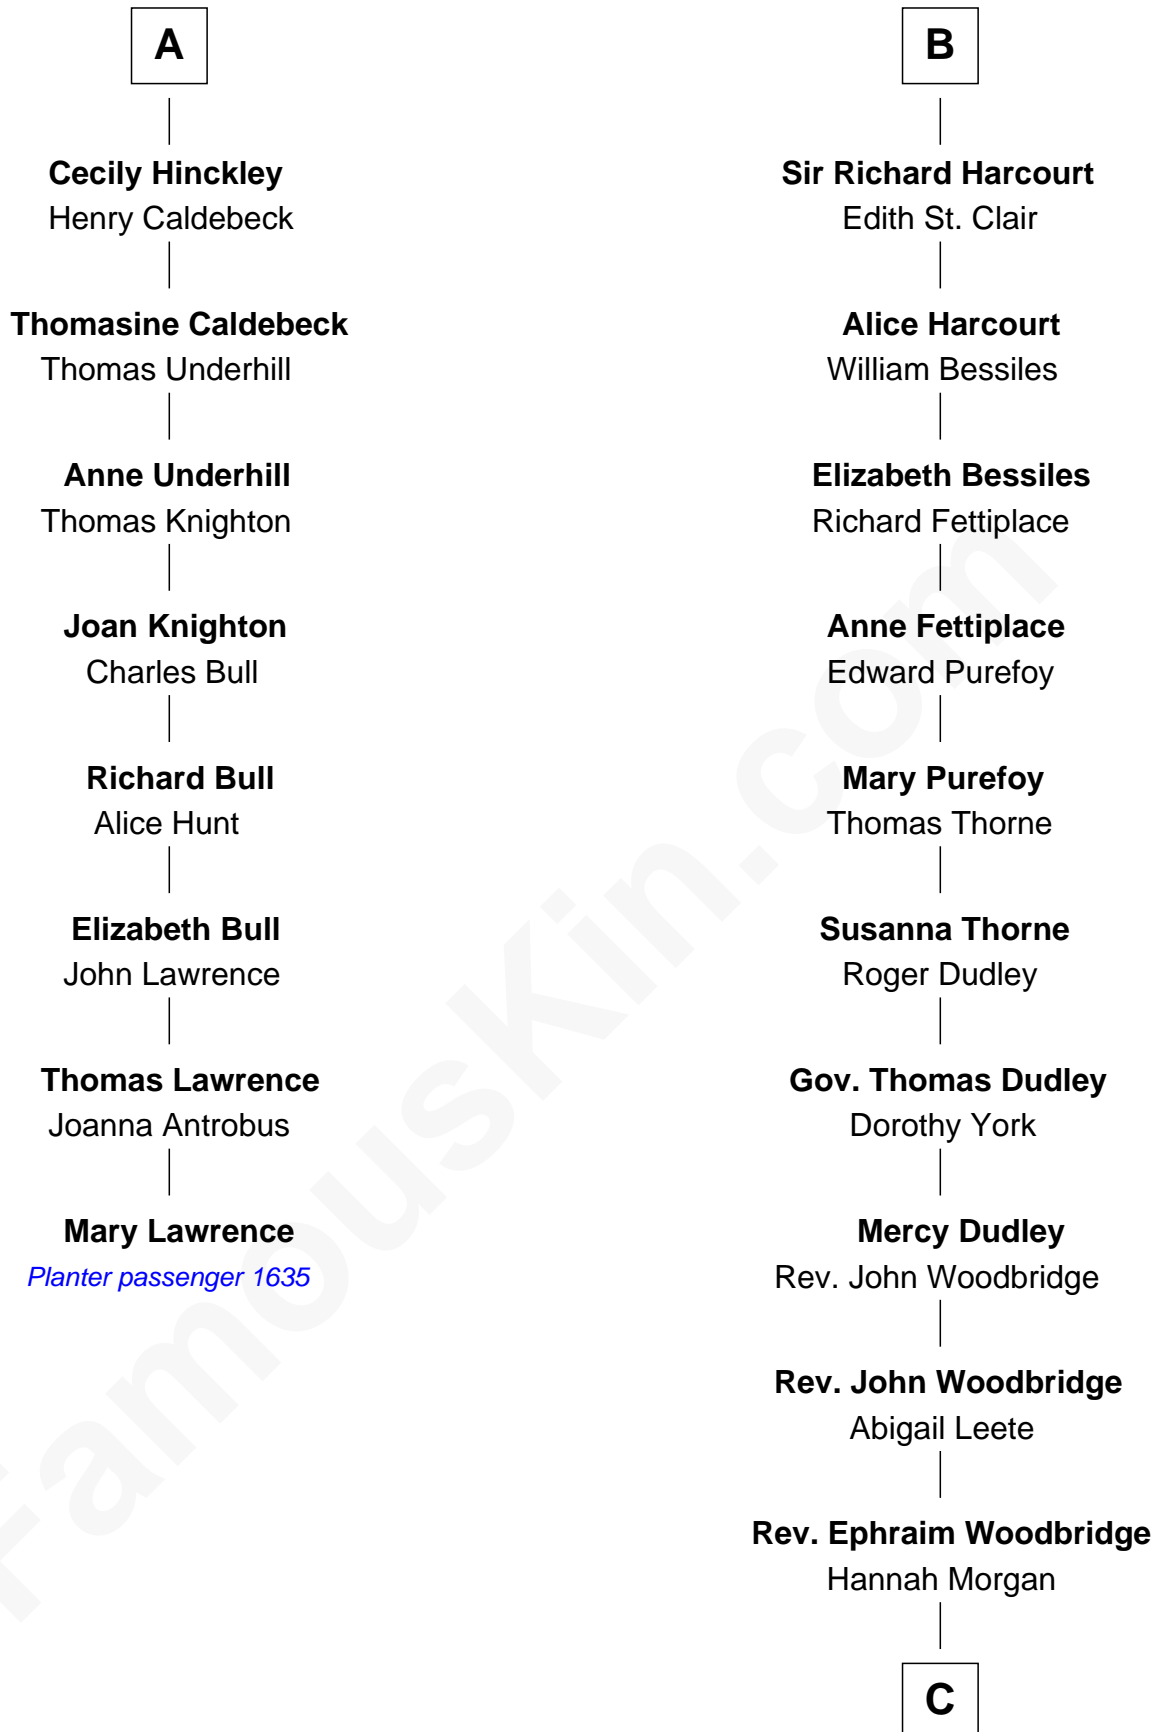 A
Cecily Hinckley
Henry Caldebeck
Thomasine Caldebeck
Thomas Underhill
Anne Underhill
Thomas Knighton
Joan Knighton
Charles Bull
Richard Bull
Alice Hunt
Elizabeth Bull
John Lawrence
Thomas Lawrence
Joanna Antrobus
Mary Lawrence
Planter passenger 1635
B
Sir Richard Harcourt
Edith St. Clair
Alice Harcourt
William Bessiles
Elizabeth Bessiles
Richard Fettiplace
Anne Fettiplace
Edward Purefoy
Mary Purefoy
Thomas Thorne
Susanna Thorne
Roger Dudley
Gov. Thomas Dudley
Dorothy York
Mercy Dudley
Rev. John Woodbridge
Rev. John Woodbridge
Abigail Leete
Rev. Ephraim Woodbridge
Hannah Morgan
C
FamousKin.com